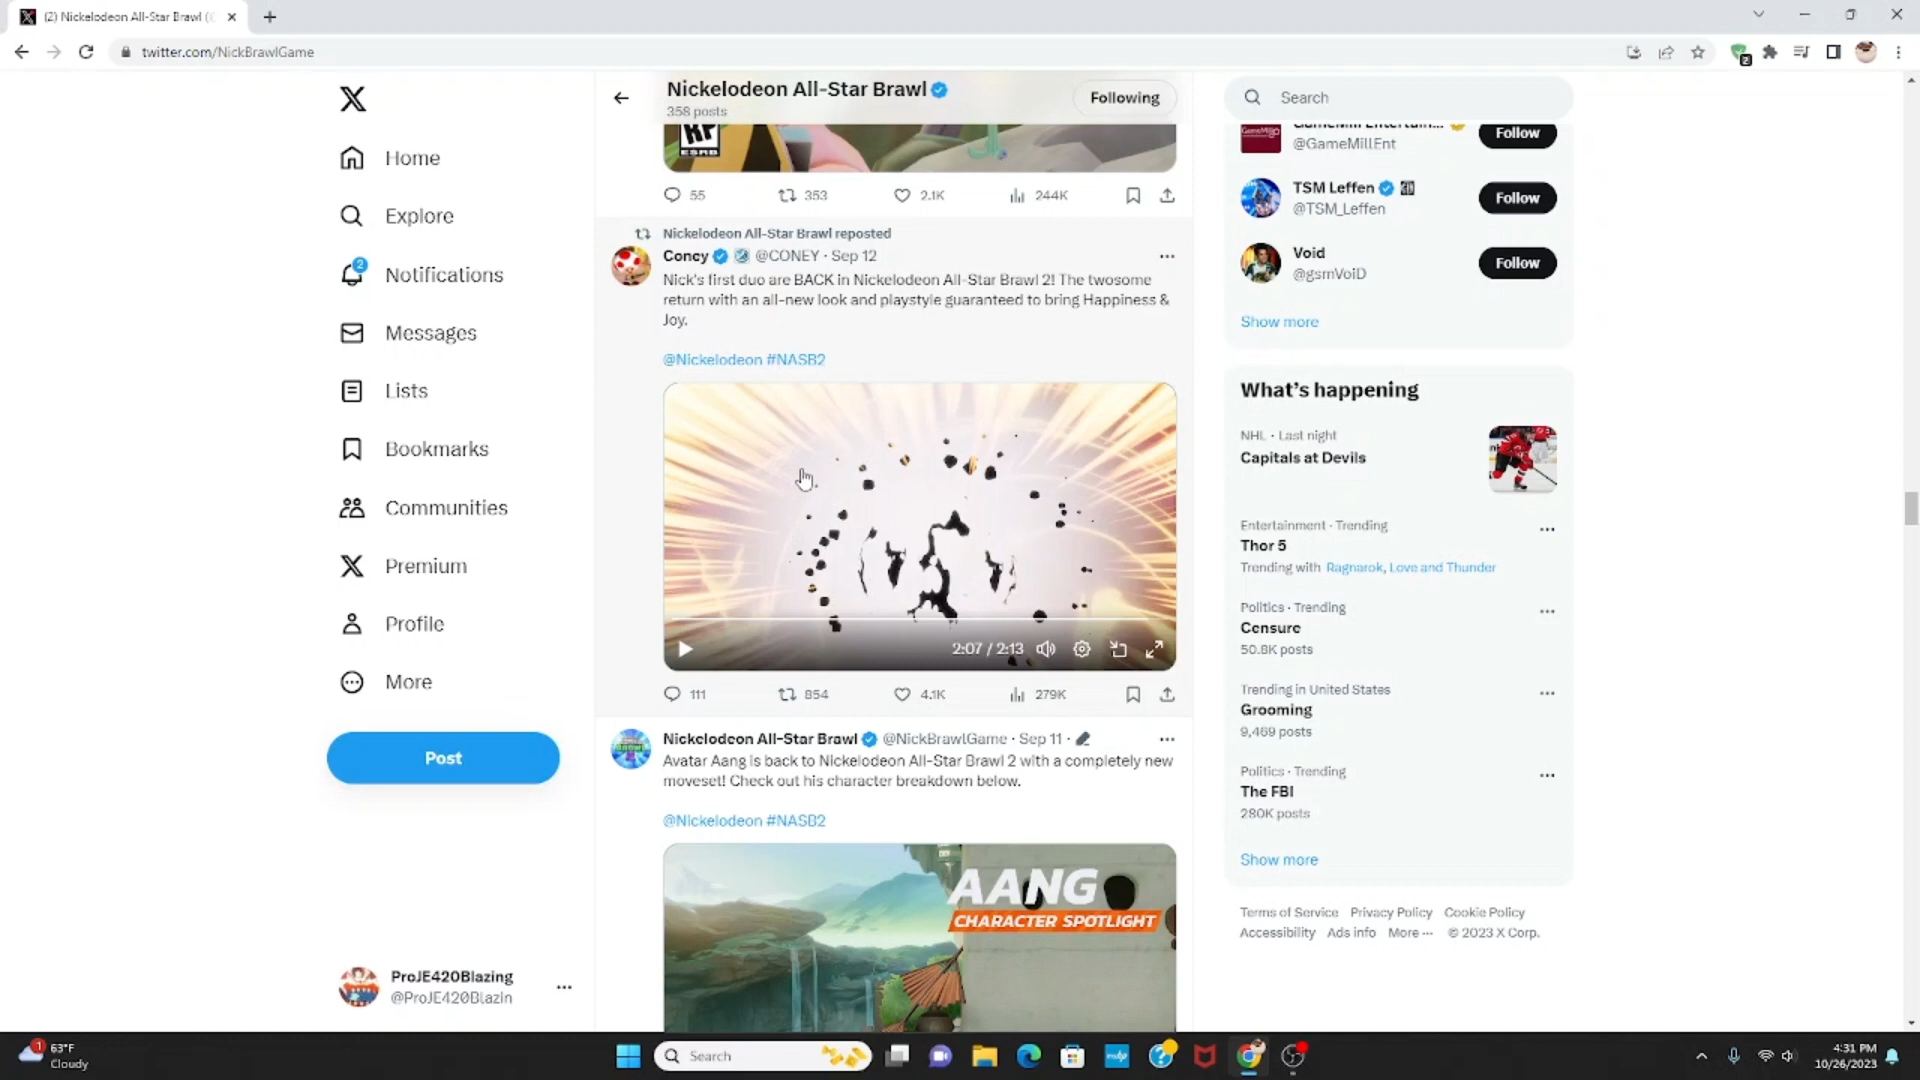 (2) Nickelodeon All-Star Brawl (
twitter.com/NickBrawlGame
2
Home
Explore
2
Notifications
Messages
Lists
Bookmarks
Communities
Premium
Profile
More
Post
ProJE420Blazing
@ProJE420Blazin
Nickelodeon All-Star Brawl
358 posts
Following
RP
ESRB
55 353 2.1K 244K
Nickelodeon All-Star Brawl reposted
Coney @CONEY · Sep 12
Nick's first duo are BACK in Nickelodeon All-Star Brawl 2! The twosome
return with an all-new look and playstyle guaranteed to bring Happiness &
Joy.
@Nickelodeon #NASB2
2:07 / 2:13
111 854 4.1K 279K
Nickelodeon All-Star Brawl @NickBrawlGame · Sep 11 ·
Avatar Aang is back to Nickelodeon All-Star Brawl 2 with a completely new
moveset! Check out his character breakdown below.
@Nickelodeon #NASB2
AANG
CHARACTER SPOTLIGHT
Search
GameMill Entertain...
@GameMillEnt
Follow
TSM Leffen
@TSM_Leffen
Follow
Void
@gsmVoiD
Follow
Show more
What's happening
NHL · Last night
Capitals at Devils
Entertainment · Trending
Thor 5
Trending with Ragnarok, Love and Thunder
Politics · Trending
Censure
50.8K posts
Trending in United States
Grooming
9,469 posts
Politics · Trending
The FBI
280K posts
Show more
Terms of Service Privacy Policy Cookie Policy
Accessibility Ads info More ··· © 2023 X Corp.
1
63°F
Cloudy
Search
4:31 PM
10/26/2023